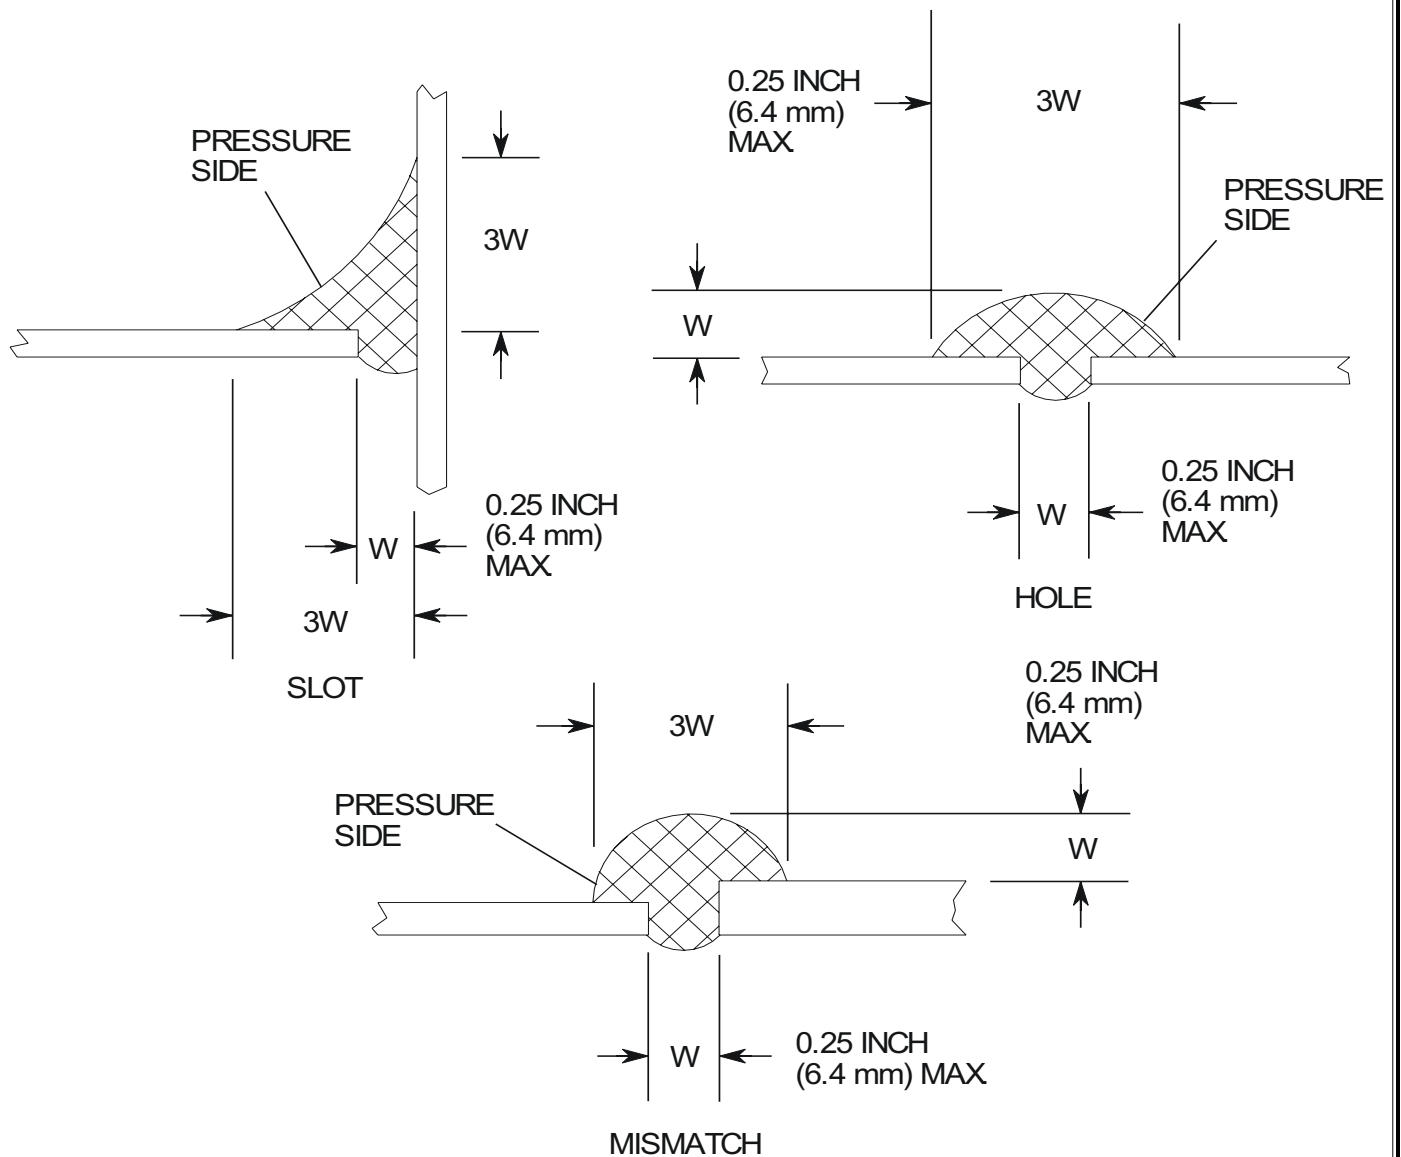 PRESSURE
SIDE
3W
W
0.25 INCH
(6.4 mm)
MAX.
3W
SLOT
0.25 INCH
(6.4 mm)
MAX.
3W
PRESSURE
SIDE
W
W
0.25 INCH
(6.4 mm)
MAX.
HOLE
3W
0.25 INCH
(6.4 mm)
MAX.
PRESSURE
SIDE
W
W
0.25 INCH
(6.4 mm) MAX.
MISMATCH